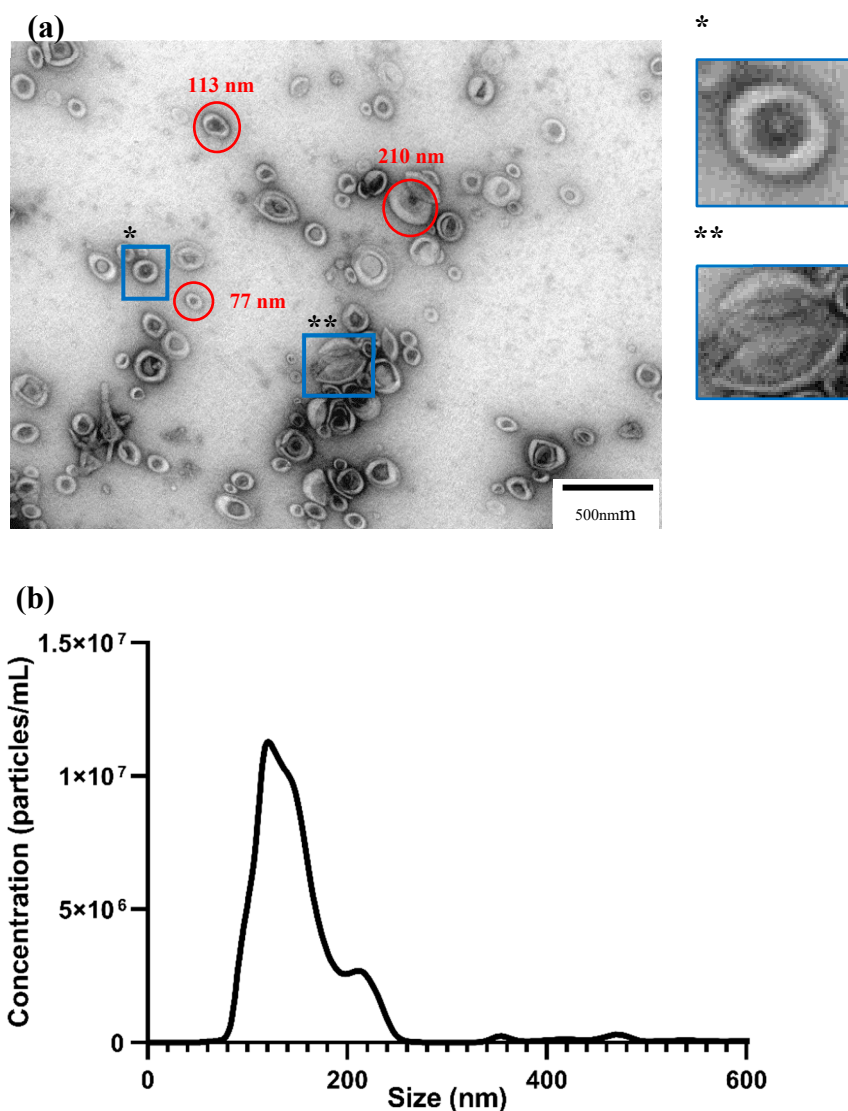 (a)
*
113 nm
210 nm
*
**
77 nm
**
500nmm
(b)
1.5×10⁷
1×10⁷
5×10⁶
0
Concentration (particles/mL)
0
200
400
600
Size (nm)